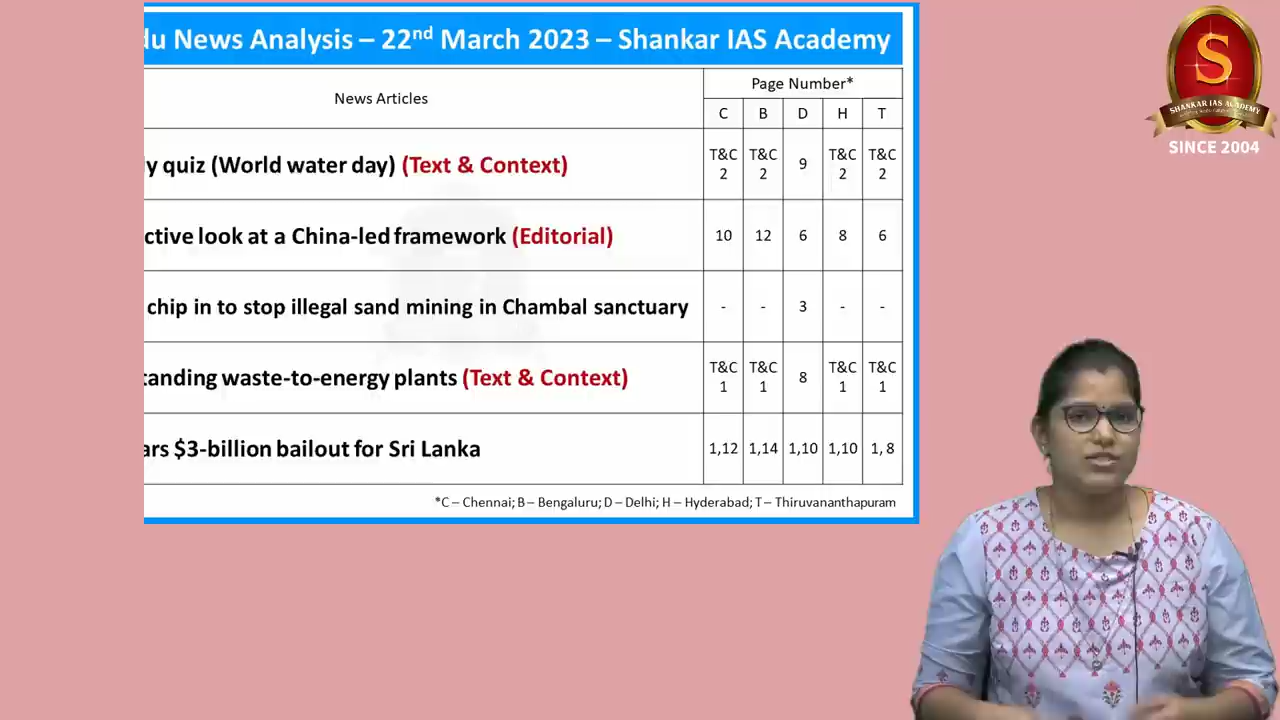 du News Analysis – 22nd March 2023 – Shankar IAS Academy
News Articles
Page Number*
C B D H T
ly quiz (World water day) (Text & Context) T&C 2 T&C 2 9 T&C 2 T&C 2
ctive look at a China-led framework (Editorial) 10 12 6 8 6
chip in to stop illegal sand mining in Chambal sanctuary - - 3 - -
tanding waste-to-energy plants (Text & Context) T&C 1 T&C 1 8 T&C 1 T&C 1
ars $3-billion bailout for Sri Lanka 1,12 1,14 1,10 1,10 1, 8
*C – Chennai; B – Bengaluru; D – Delhi; H – Hyderabad; T – Thiruvananthapuram
S
SHANKAR IAS ACADEMY
SINCE 2004